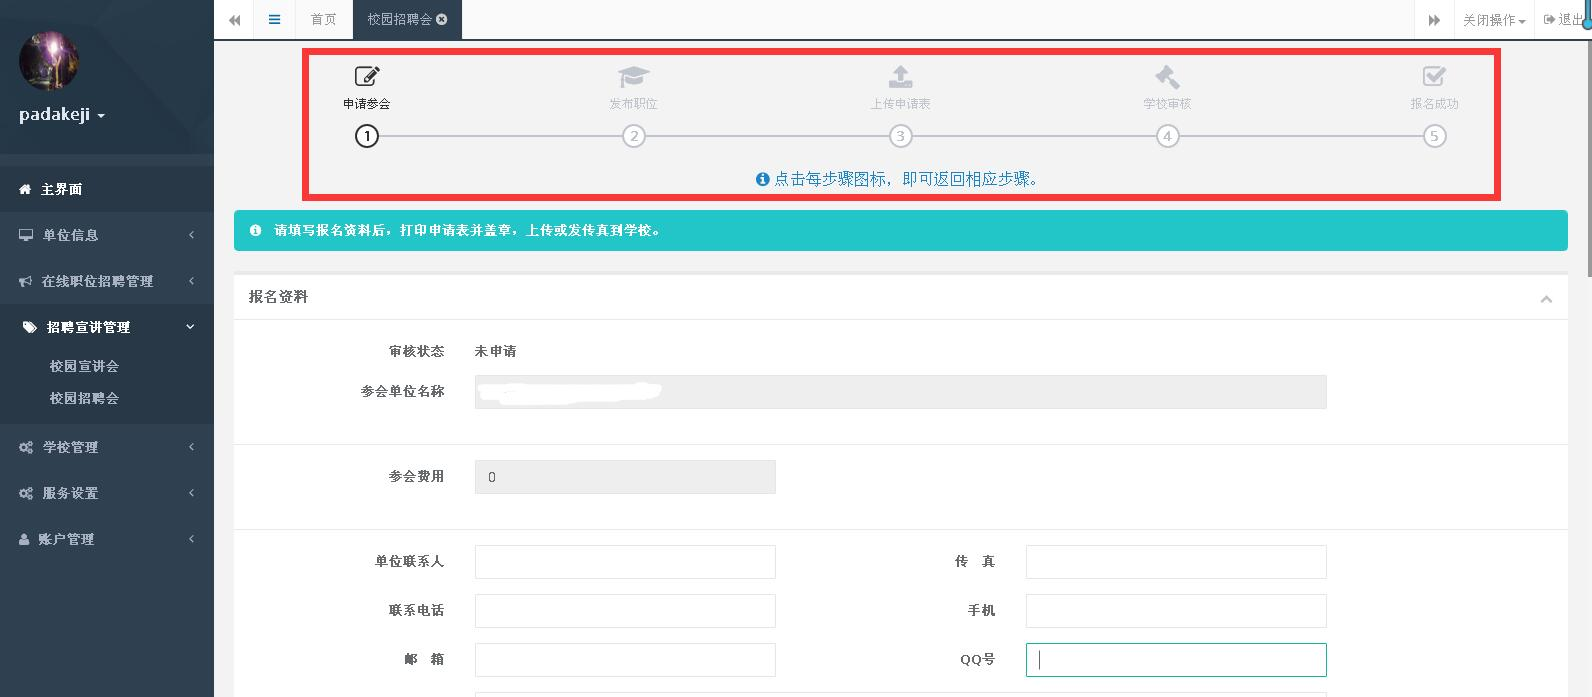 首页
校园招聘会
关闭操作
退出
padakeji
主界面
单位信息
在线职位招聘管理
招聘宣讲管理
校园宣讲会
校园招聘会
学校管理
服务设置
账户管理
申请参会
发布职位
上传申请表
学校审核
报名成功
1
2
3
4
5
点击每步骤图标，即可返回相应步骤。
请填写报名资料后，打印申请表并盖章，上传或发传真到学校。
报名资料
审核状态 未申请
参会单位名称
参会费用 0
单位联系人
传 真
联系电话
手机
邮 箱
QQ号